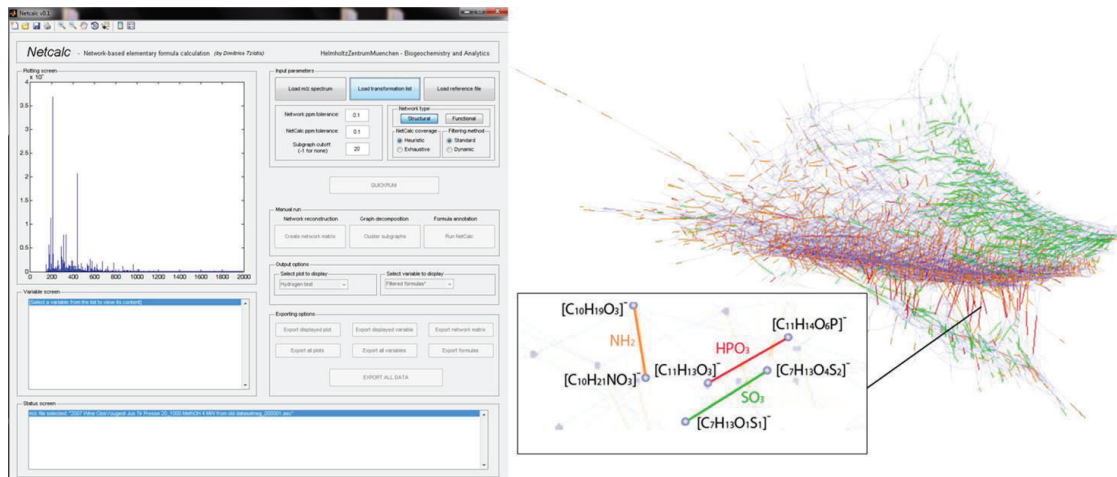 Netcalc v0.1
Netcalc - Network-based elementary formula calculation (by Dimitrios Tziotis)
HelmholtzZentrumMuenchen - Biogeochemistry and Analytics
Plotting screen
4
3.5
3
2.5
2
1.5
1
0.5
0
0 200 400 600 800 1000 1200 1400 1600 1800 2000
Input parameters
Load m/z spectrum Load transformation list Load reference file
Network ppm tolerance: 0.1
NetCalc ppm tolerance: 0.1
Subgraph cutoff: 20
(-1 for none)
Network type
Structural Functional
NetCalc coverage
Heuristic
Exhaustive
Filtering method
Standard
Dynamic
QUICKRUN!
Manual run
Network reconstruction Graph decomposition Formula annotation
Create network matrix Cluster subgraphs Run NetCalc
Output options
Select plot to display
Hydrogen test
Select variable to display
Filtered formulas*
Variable screen
[Select a variable from the list to view its content]
Exporting options
Export displayed plot Export displayed variable Export network matrix
Export all plots Export all variables Export formulas
EXPORT ALL DATA
Status screen
[C₁₀H₁₉O₃]⁻
NH₂
[C₁₀H₂₁NO₃]⁻
[C₁₁H₁₄O₆P]⁻
HPO₃
[C₁₁H₁₃O₃]⁻
[C₇H₁₃O₄S₂]⁻
SO₃
[C₇H₁₃O₁S₁]⁻